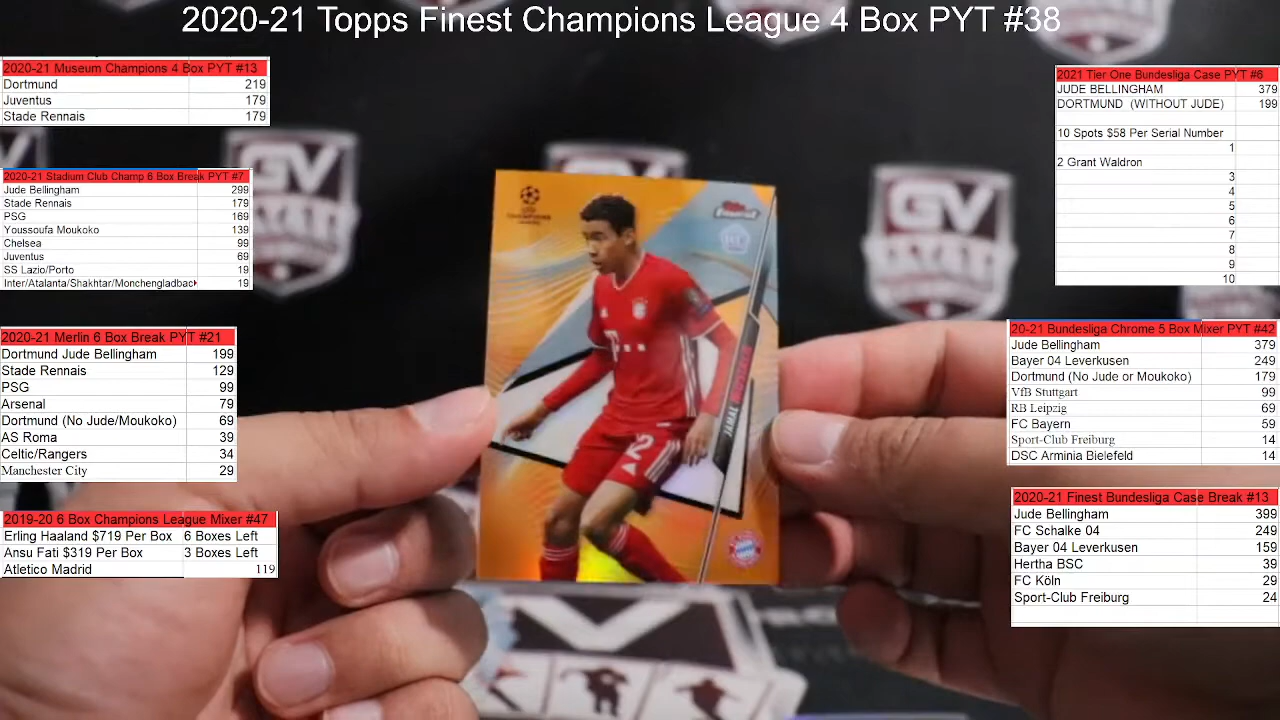 2020-21 Topps Finest Champions League 4 Box PYT #38
2020-21 Museum Champions 4 Box PYT #13
Dortmund 219
Juventus 179
Stade Rennais 179
2020-21 Stadium Club Champ 6 Box Break PYT #7
Jude Bellingham 299
Stade Rennais 179
PSG 169
Youssoufa Moukoko 139
Chelsea 99
Juventus 69
SS Lazio/Porto 19
Inter/Atalanta/Shakhtar/Monchengladbac 19
2020-21 Merlin 6 Box Break PYT #21
Dortmund Jude Bellingham 199
Stade Rennais 129
PSG 99
Arsenal 79
Dortmund (No Jude/Moukoko) 69
AS Roma 39
Celtic/Rangers 34
Manchester City 29
2019-20 6 Box Champions League Mixer #47
Erling Haaland $719 Per Box 6 Boxes Left
Ansu Fati $319 Per Box 3 Boxes Left
Atletico Madrid 119
Finest
JAMAL
12
GV
GV
2021 Tier One Bundesliga Case PYT #6
JUDE BELLINGHAM 379
DORTMUND (WITHOUT JUDE) 199
10 Spots $58 Per Serial Number
1
2 Grant Waldron
3
4
5
6
7
8
9
10
20-21 Bundesliga Chrome 5 Box Mixer PYT #42
Jude Bellingham 379
Bayer 04 Leverkusen 249
Dortmund (No Jude or Moukoko) 179
VfB Stuttgart 99
RB Leipzig 69
FC Bayern 59
Sport-Club Freiburg 14
DSC Arminia Bielefeld 14
2020-21 Finest Bundesliga Case Break #13
Jude Bellingham 399
FC Schalke 04 249
Bayer 04 Leverkusen 159
Hertha BSC 39
FC Köln 29
Sport-Club Freiburg 24